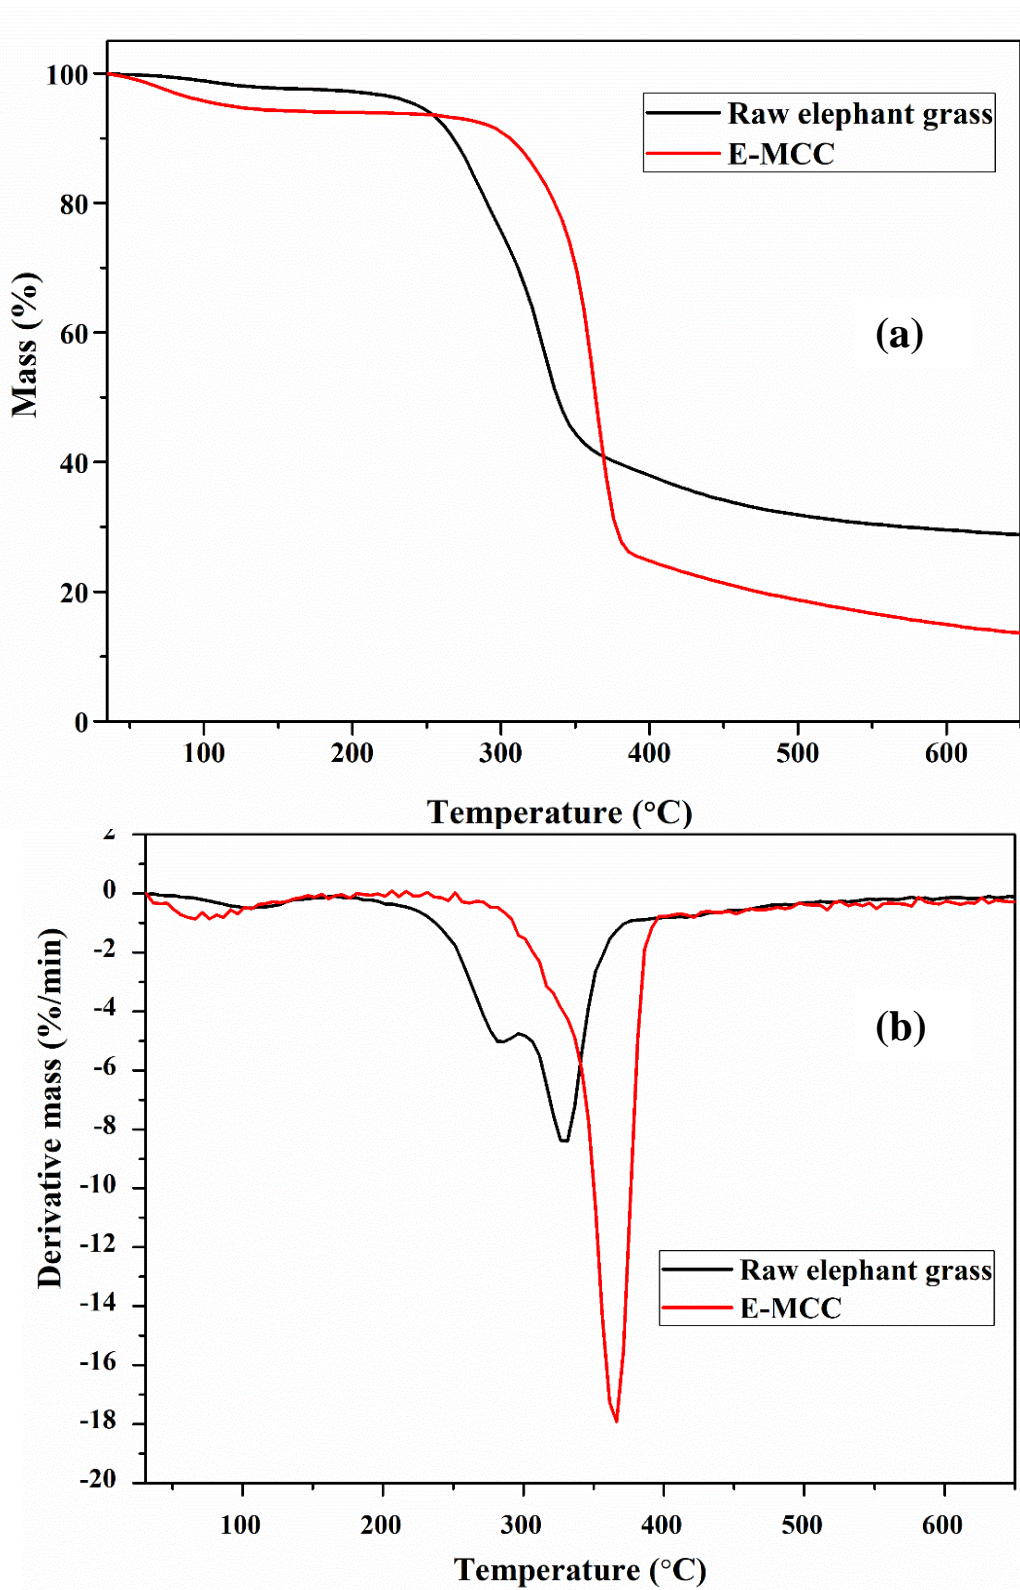 100
80
60
40
20
0
Mass (%)
Raw elephant grass
E-MCC
(a)
100 200 300 400 500 600
Temperature (°C)
2
0
-2
-4
-6
-8
-10
-12
-14
-16
-18
-20
Derivative mass (%/min)
(b)
Raw elephant grass
E-MCC
100 200 300 400 500 600
Temperature (°C)